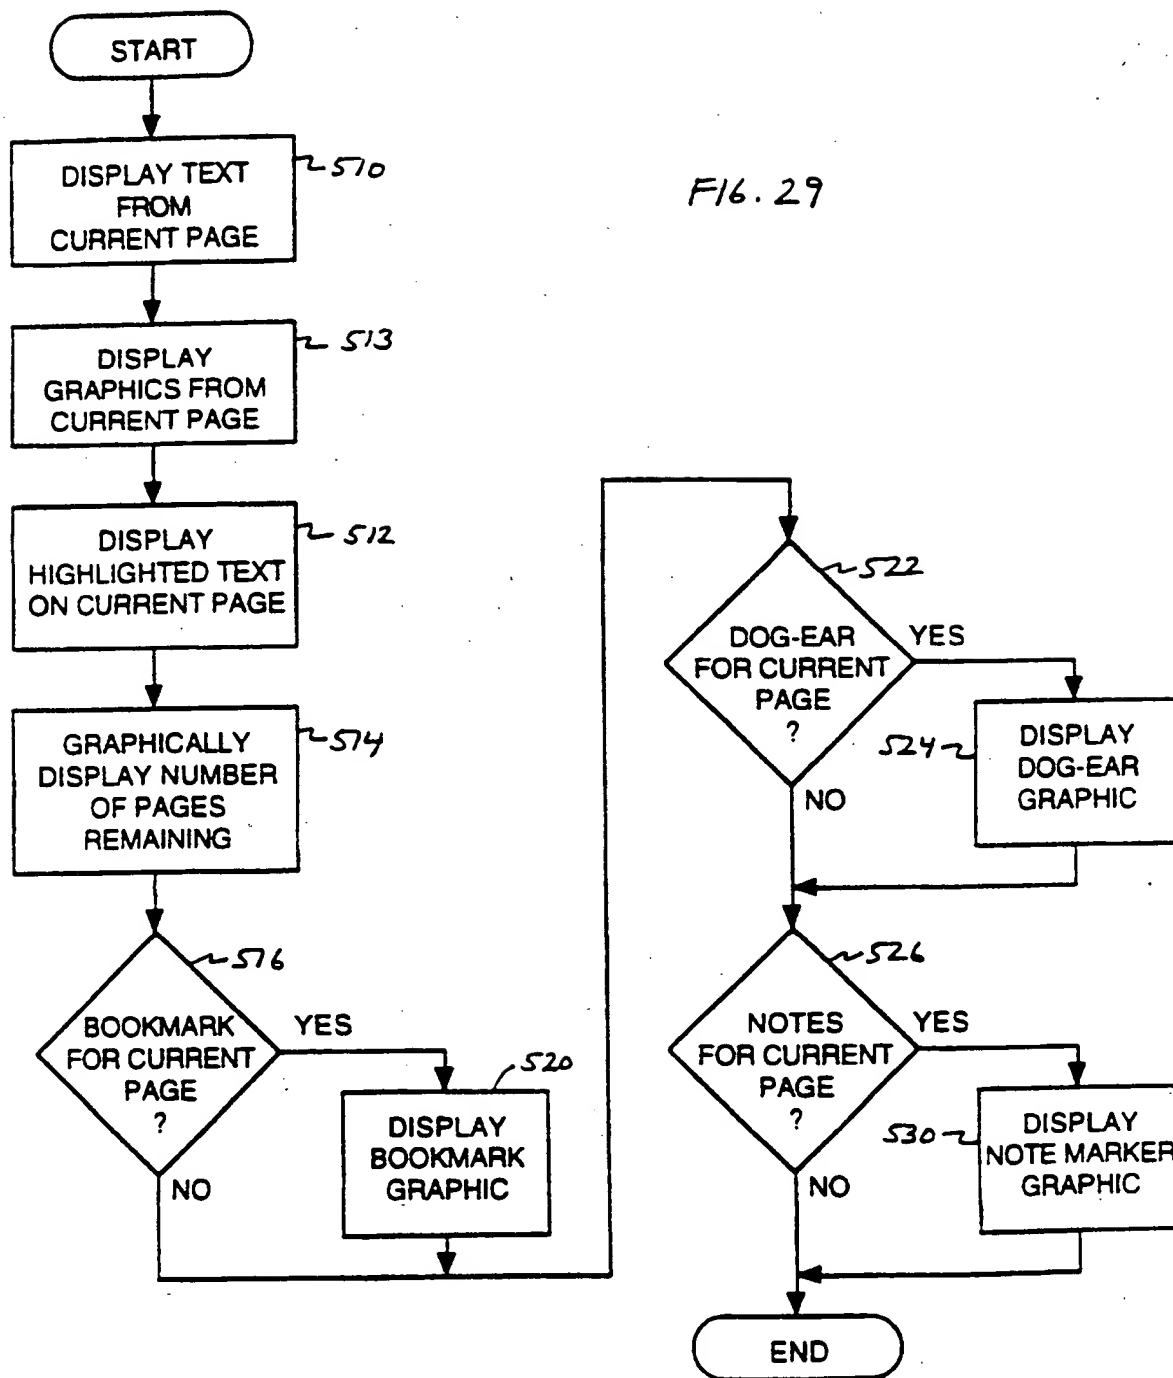 START
DISPLAY TEXT
FROM
CURRENT PAGE
510
FIG. 29
DISPLAY
GRAPHICS FROM
CURRENT PAGE
513
DISPLAY
HIGHLIGHTED TEXT
ON CURRENT PAGE
512
GRAPHICALLY
DISPLAY NUMBER
OF PAGES
REMAINING
514
516
BOOKMARK
FOR CURRENT
PAGE
?
YES
NO
520
DISPLAY
BOOKMARK
GRAPHIC
522
DOG-EAR
FOR CURRENT
PAGE
?
YES
NO
524
DISPLAY
DOG-EAR
GRAPHIC
526
NOTES
FOR CURRENT
PAGE
?
YES
NO
530
DISPLAY
NOTE MARKER
GRAPHIC
END